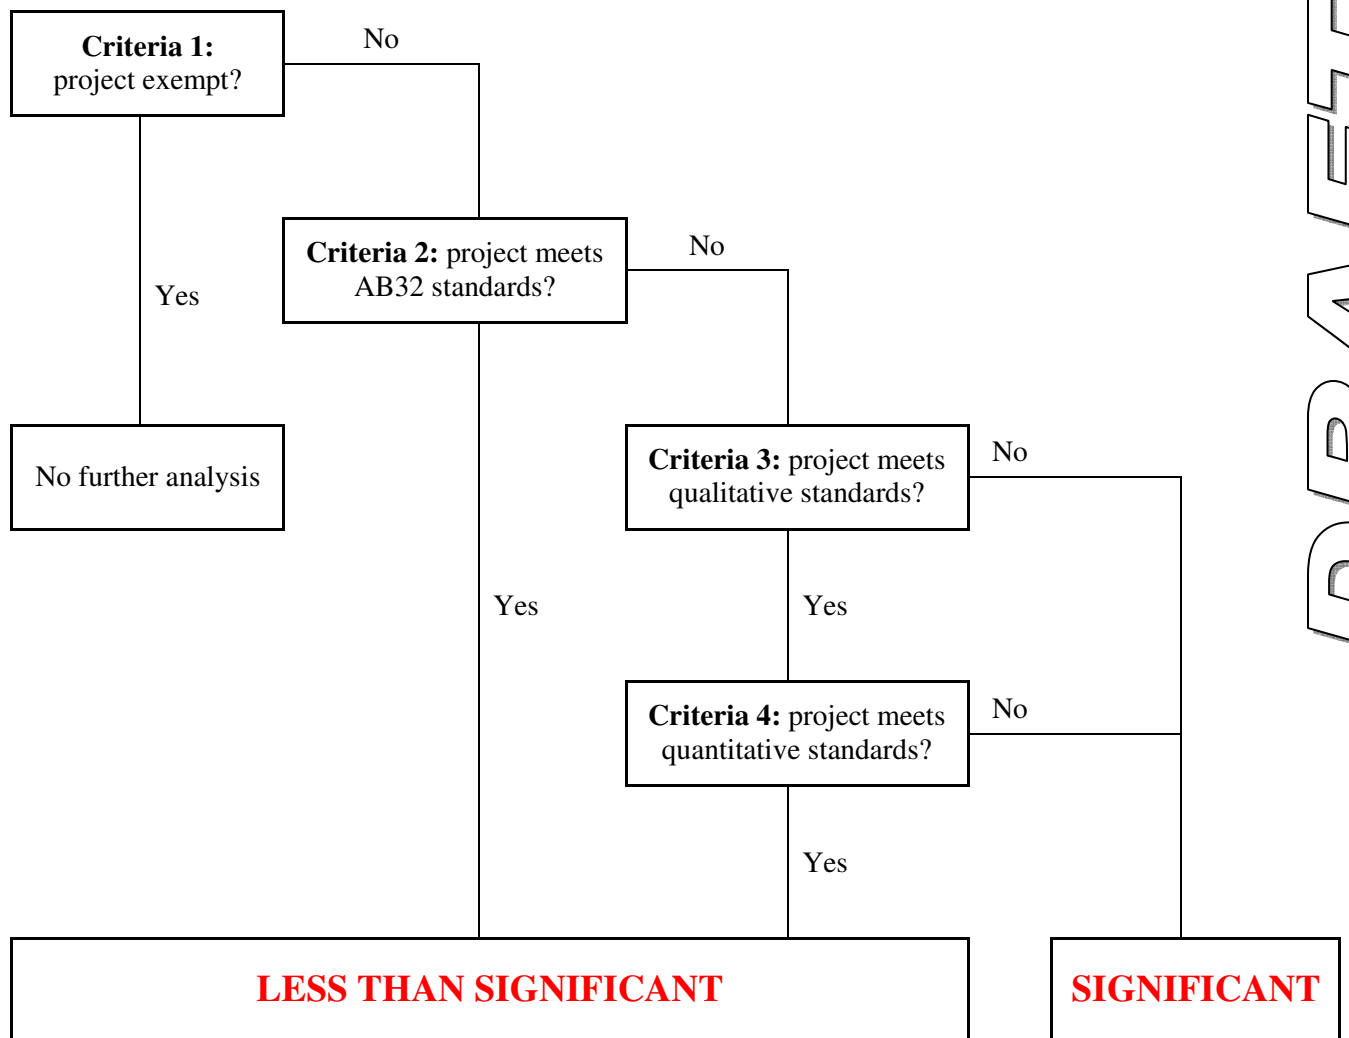 Criteria 1:
project exempt?
No
Criteria 2: project meets
AB32 standards?
No
Yes
No further analysis
Criteria 3: project meets
qualitative standards?
No
Yes
Yes
Criteria 4: project meets
quantitative standards?
No
Yes
LESS THAN SIGNIFICANT
SIGNIFICANT
DRAFT